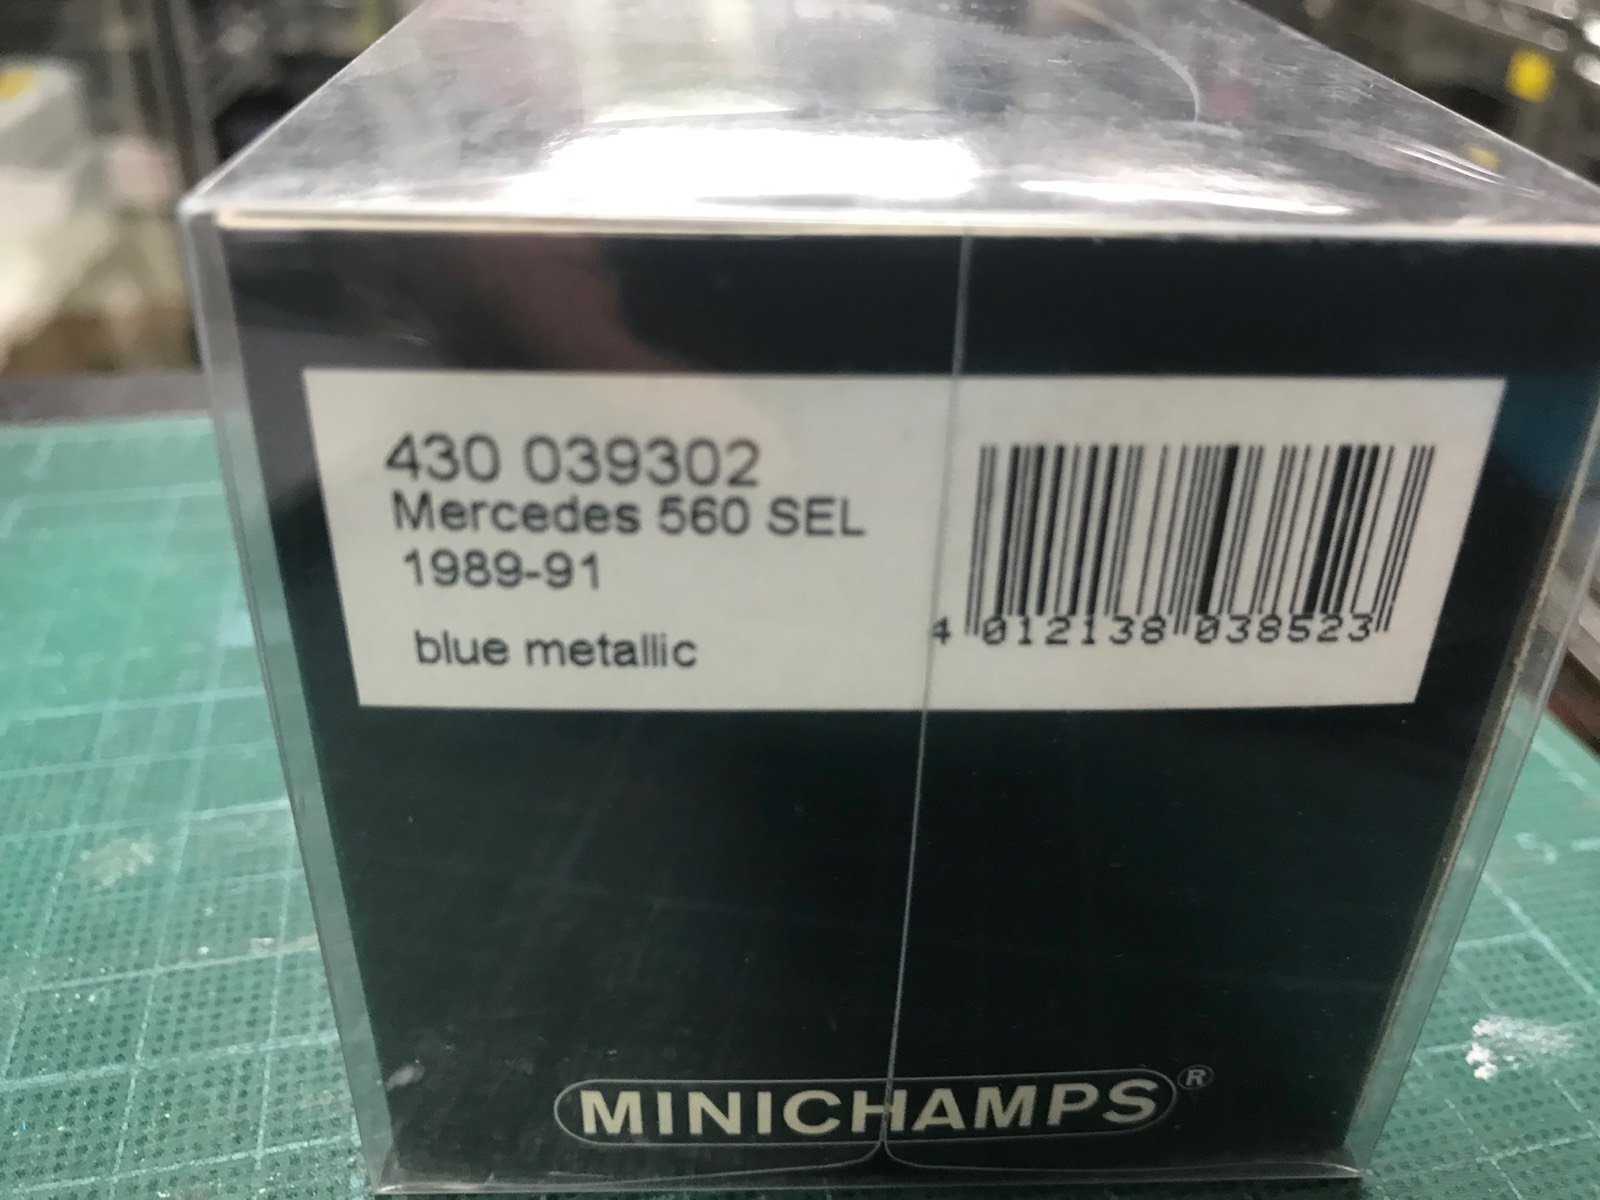 430 039302
Mercedes 560 SEL
1989-91
blue metallic
4 012138 038523
MINICHAMPS®